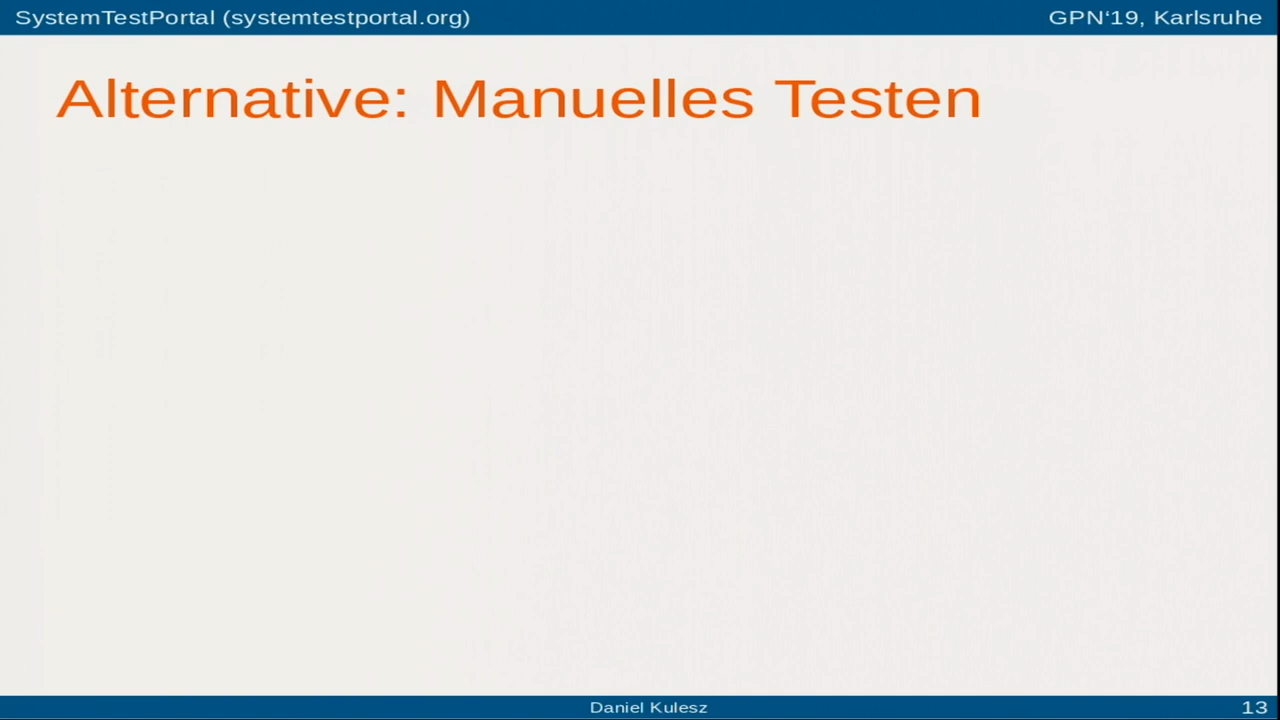 SystemTestPortal (systemtestportal.org)
GPN‘19, Karlsruhe
Alternative: Manuelles Testen
Daniel Kulesz
13